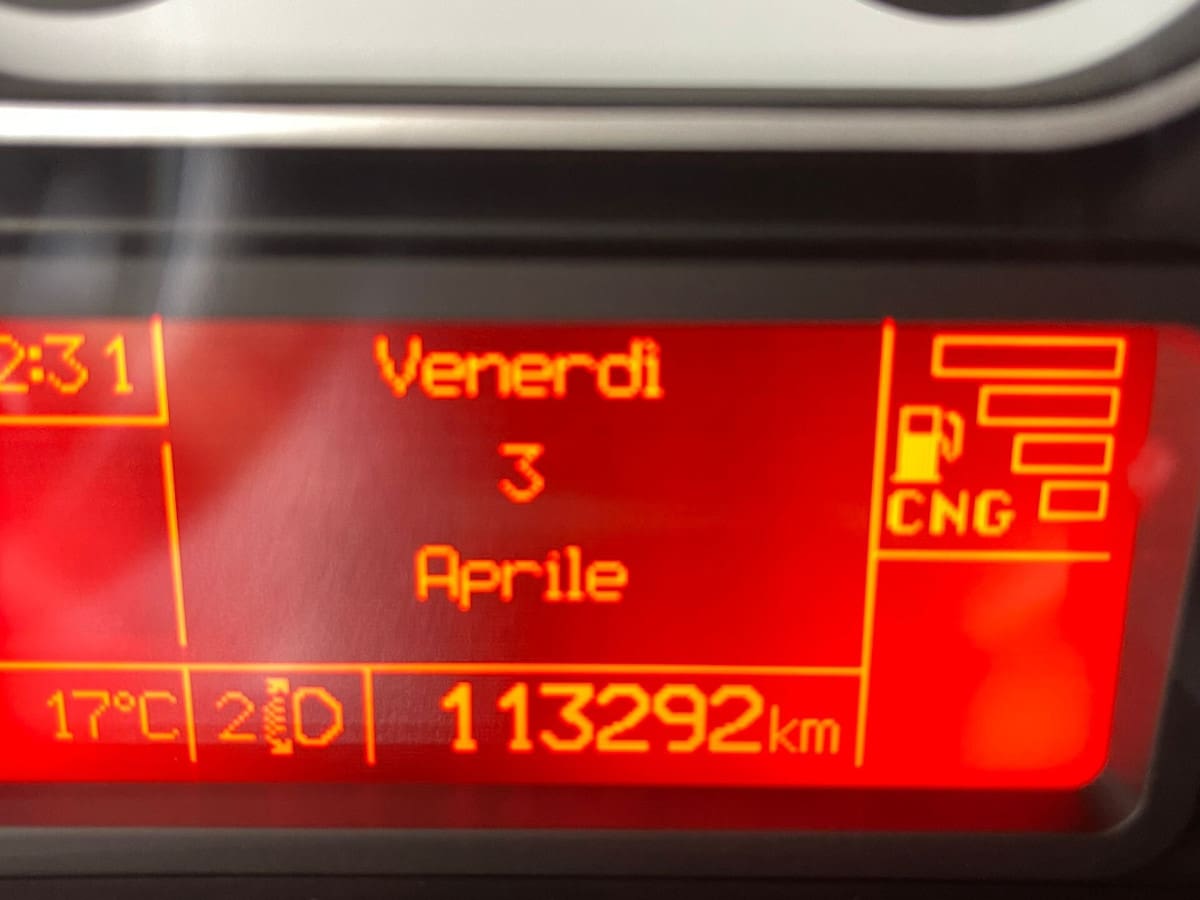 2:31
Venerdì
3
Aprile
CNG
17°C
2 D
113292km